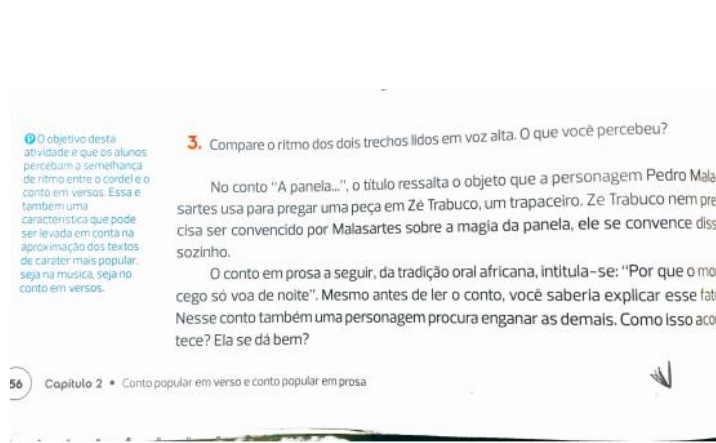 O objetivo desta
atividade é que os alunos
percebam a semelhança
de ritmo entre o cordel e o
conto em versos. Essa é
também uma
característica que pode
ser levada em conta na
aproximação dos textos
de caráter mais popular,
seja na música, seja no
conto em versos.
3. Compare o ritmo dos dois trechos lidos em voz alta. O que você percebeu?
No conto "A panela...", o título ressalta o objeto que a personagem Pedro Mala
sartes usa para pregar uma peça em Zé Trabuco, um trapaceiro. Zé Trabuco nem pre
cisa ser convencido por Malasartes sobre a magia da panela, ele se convence diss
sozinho.
O conto em prosa a seguir, da tradição oral africana, intitula-se: "Por que o mo
cego só voa de noite". Mesmo antes de ler o conto, você saberia explicar esse fat
Nesse conto também uma personagem procura enganar as demais. Como isso aco
tece? Ela se dá bem?
56 Capítulo 2 • Conto popular em verso e conto popular em prosa